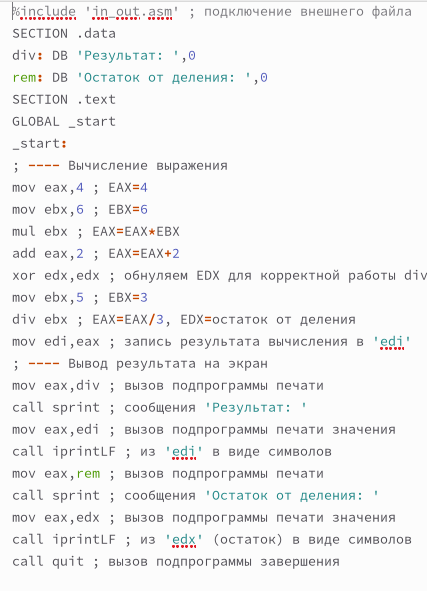 %include 'in_out.asm' ; подключение внешнего файла
SECTION .data
div: DB 'Результат: ',0
rem: DB 'Остаток от деления: ',0
SECTION .text
GLOBAL _start
_start:
; ---- Вычисление выражения
mov eax,4 ; EAX=4
mov ebx,6 ; EBX=6
mul ebx ; EAX=EAX*EBX
add eax,2 ; EAX=EAX+2
xor edx,edx ; обнуляем EDX для корректной работы div
mov ebx,5 ; EBX=3
div ebx ; EAX=EAX/3, EDX=остаток от деления
mov edi,eax ; запись результата вычисления в 'edi'
; ---- Вывод результата на экран
mov eax,div ; вызов подпрограммы печати
call sprint ; сообщения 'Результат: '
mov eax,edi ; вызов подпрограммы печати значения
call iprintLF ; из 'edi' в виде символов
mov eax,rem ; вызов подпрограммы печати
call sprint ; сообщения 'Остаток от деления: '
mov eax,edx ; вызов подпрограммы печати значения
call iprintLF ; из 'edx' (остаток) в виде символов
call quit ; вызов подпрограммы завершения